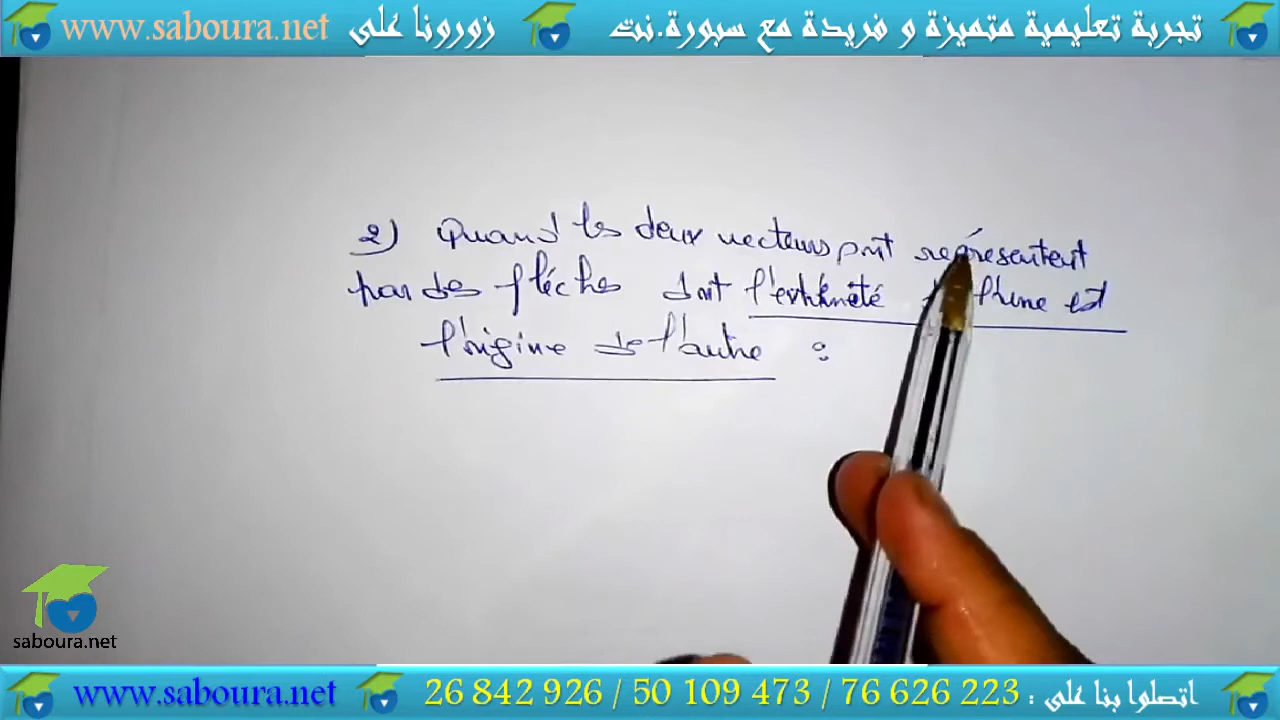 www.saboura.net زورونا على تجربة تعليمية متميزة و فريدة مع سبورة.نت
2) Quand les deux vecteurs sont représentent
par des fléches dont l'extrémité l'une est
l'origine de l'autre :
saboura.net
www.saboura.net 26 842 926 / 50 109 473 / 76 626 223 : اتصلوا بنا على